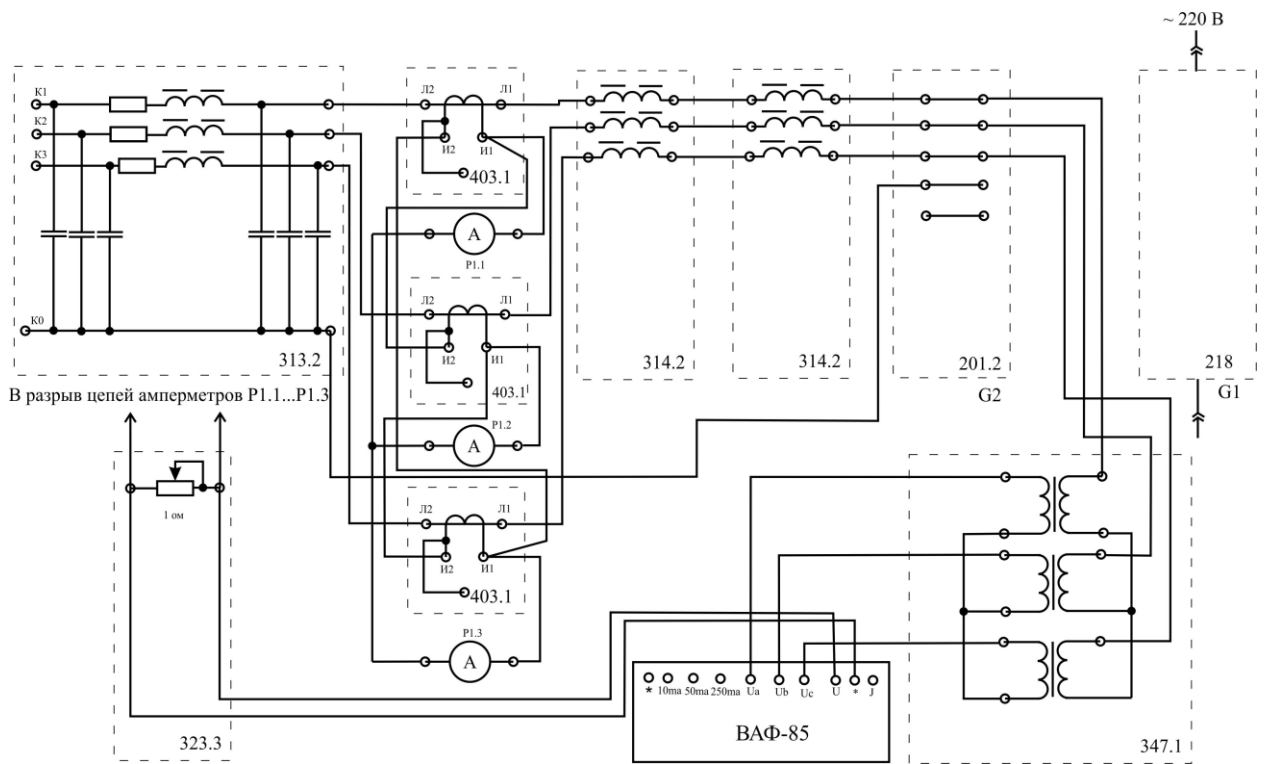 ~ 220 В
К1
К2
К3
К0
313.2
Л2 Л1
И2 И1
403.1
А
Р1.1
Л2 Л1
И2 И1
403.1
Р1.2
А
Л2 Л1
И2 И1
403.1
Р1.3
А
314.2
314.2
201.2
G2
218
G1
В разрыв цепей амперметров Р1.1...Р1.3
1 ом
323.3
* 10ma 50ma 250ma Ua Ub Uc U * J
ВАФ-85
347.1